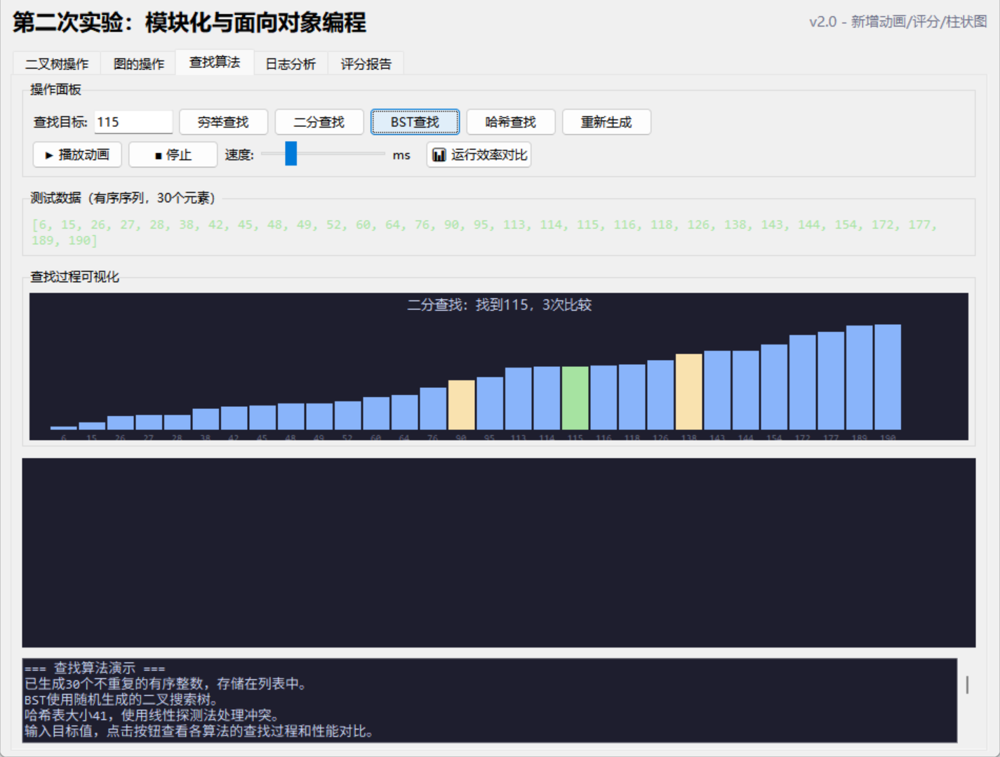 第二次实验：模块化与面向对象编程
v2.0 - 新增动画/评分/柱状图
二叉树操作 图的操作 查找算法 日志分析 评分报告
操作面板
查找目标: 115 穷举查找 二分查找 BST查找 哈希查找 重新生成
▶ 播放动画 ■ 停止 速度: ms 运行效率对比
测试数据（有序序列，30个元素）
[6, 15, 26, 27, 28, 38, 42, 45, 48, 49, 52, 60, 64, 76, 90, 95, 113, 114, 115, 116, 118, 126, 138, 143, 144, 154, 172, 177,
189, 190]
查找过程可视化
二分查找：找到115，3次比较
6 15 26 27 28 38 42 45 48 49 52 60 64 76 90 95 113 114 115 116 118 126 138 143 144 154 172 177 189 190
=== 查找算法演示 ===
已生成30个不重复的有序整数，存储在列表中。
BST使用随机生成的二叉搜索树。
哈希表大小41，使用线性探测法处理冲突。
输入目标值，点击按钮查看各算法的查找过程和性能对比。